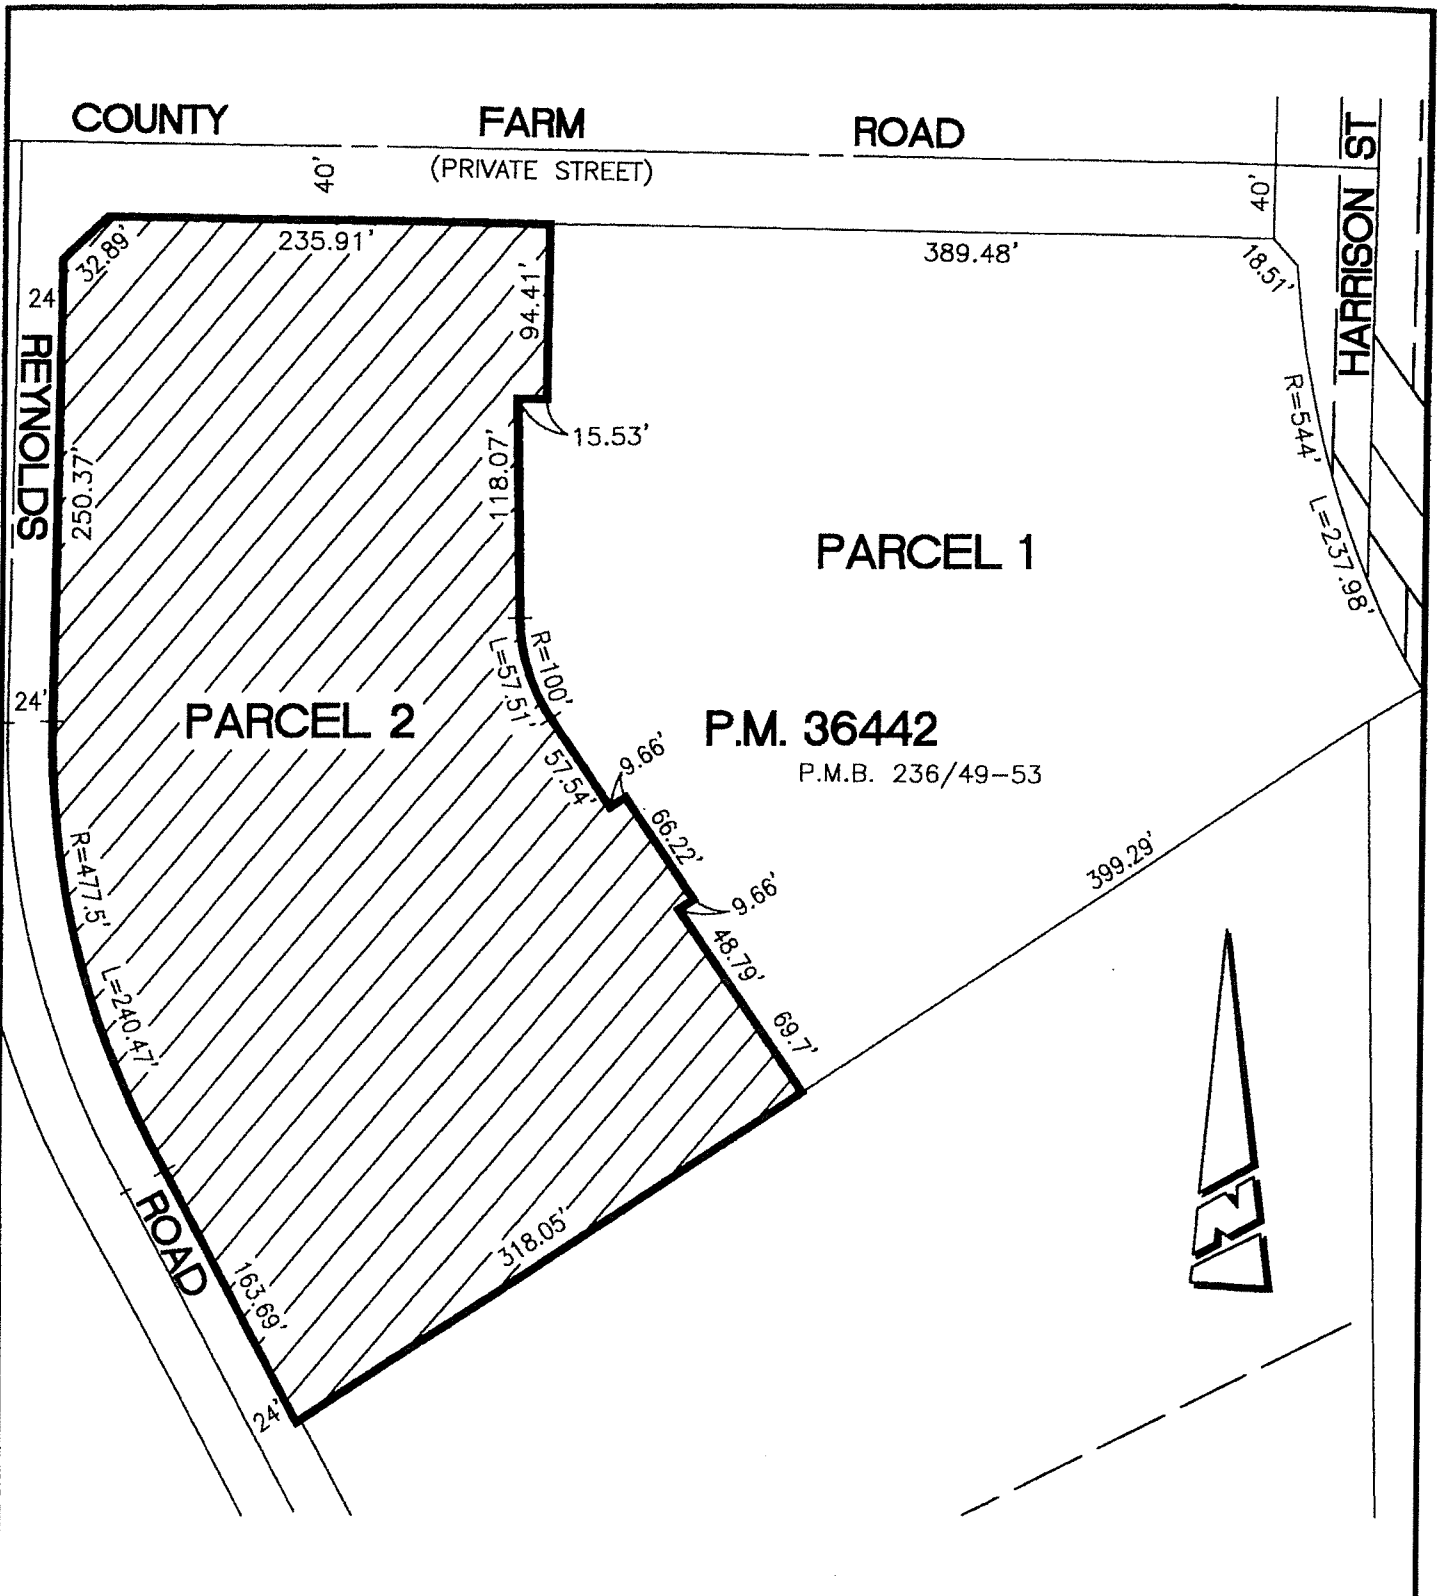 COUNTY FARM ROAD
(PRIVATE STREET)
40'
40'
HARRISON ST
235.91'
389.48'
32.89'
18.51'
24'
94.41'
REYNOLDS
15.53'
R=544'
118.07'
250.37'
L=237.98'
PARCEL 1
R=100'
L=57.51'
24'
PARCEL 2
P.M. 36442
P.M.B. 236/49-53
9.66'
57.54'
66.22'
399.29'
R=477.5'
9.66'
48.79'
L=240.47'
69.7'
N
ROAD
318.05'
163.69'
24'